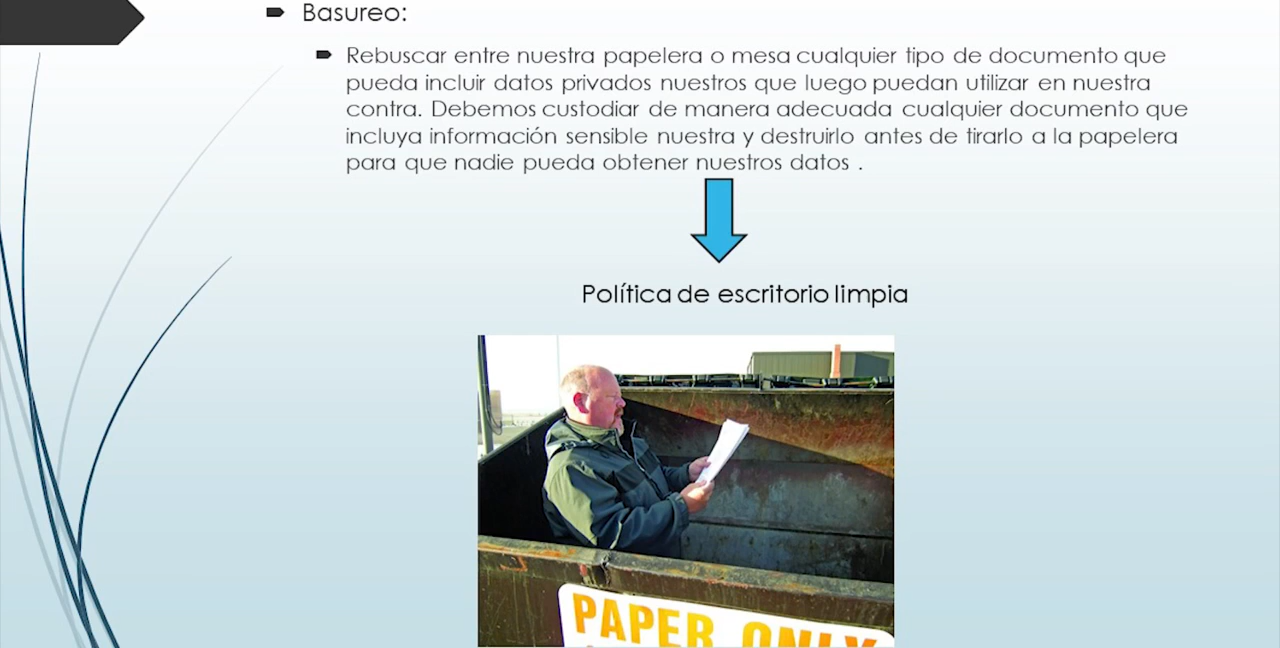 Basureo:
Rebuscar entre nuestra papelera o mesa cualquier tipo de documento que
pueda incluir datos privados nuestros que luego puedan utilizar en nuestra
contra. Debemos custodiar de manera adecuada cualquier documento que
incluya información sensible nuestra y destruirlo antes de tirarlo a la papelera
para que nadie pueda obtener nuestros datos .
Política de escritorio limpia
PAPER ONLY